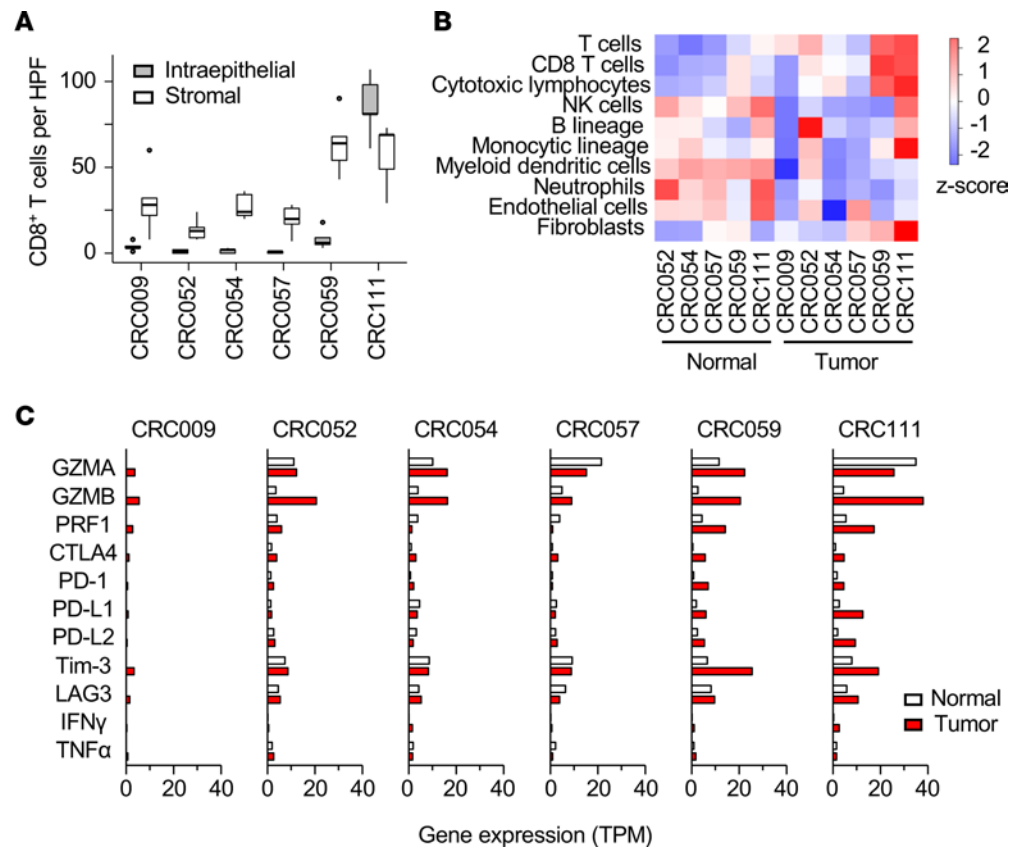 A
CD8+ T cells per HPF
100
50
0
Intraepithelial
Stromal
CRC009
CRC052
CRC054
CRC057
CRC059
CRC111
B
T cells
CD8 T cells
Cytotoxic lymphocytes
NK cells
B lineage
Monocytic lineage
Myeloid dendritic cells
Neutrophils
Endothelial cells
Fibroblasts
CRC052
CRC054
CRC057
CRC059
CRC111
CRC009
CRC052
CRC054
CRC057
CRC059
CRC111
Normal
Tumor
2
1
0
-1
-2
z-score
C
CRC009 CRC052 CRC054 CRC057 CRC059 CRC111
GZMA
GZMB
PRF1
CTLA4
PD-1
PD-L1
PD-L2
Tim-3
LAG3
IFNγ
TNFα
Normal
Tumor
0 20 40 0 20 40 0 20 40 0 20 40 0 20 40 0 20 40
Gene expression (TPM)